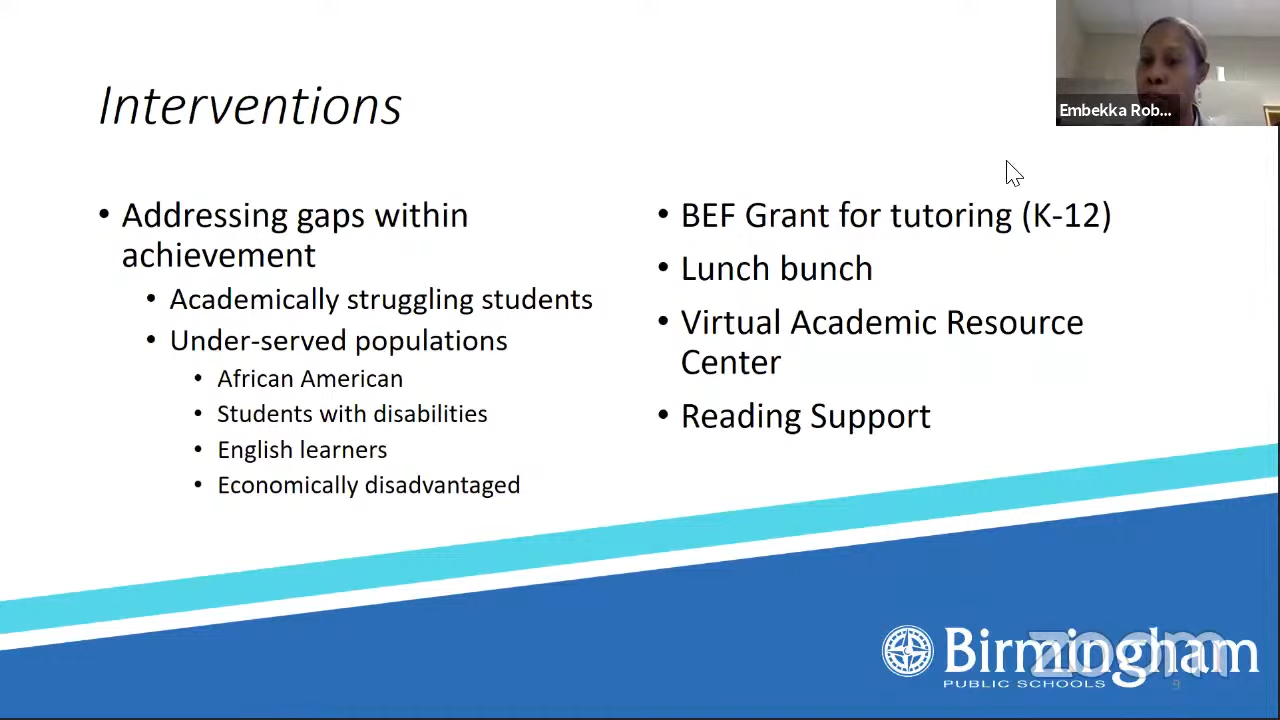 Interventions
Embekka Rob...
• Addressing gaps within
achievement
• Academically struggling students
• Under-served populations
• African American
• Students with disabilities
• English learners
• Economically disadvantaged
• BEF Grant for tutoring (K-12)
• Lunch bunch
• Virtual Academic Resource
Center
• Reading Support
Birmingham
PUBLIC SCHOOLS
zoom
9